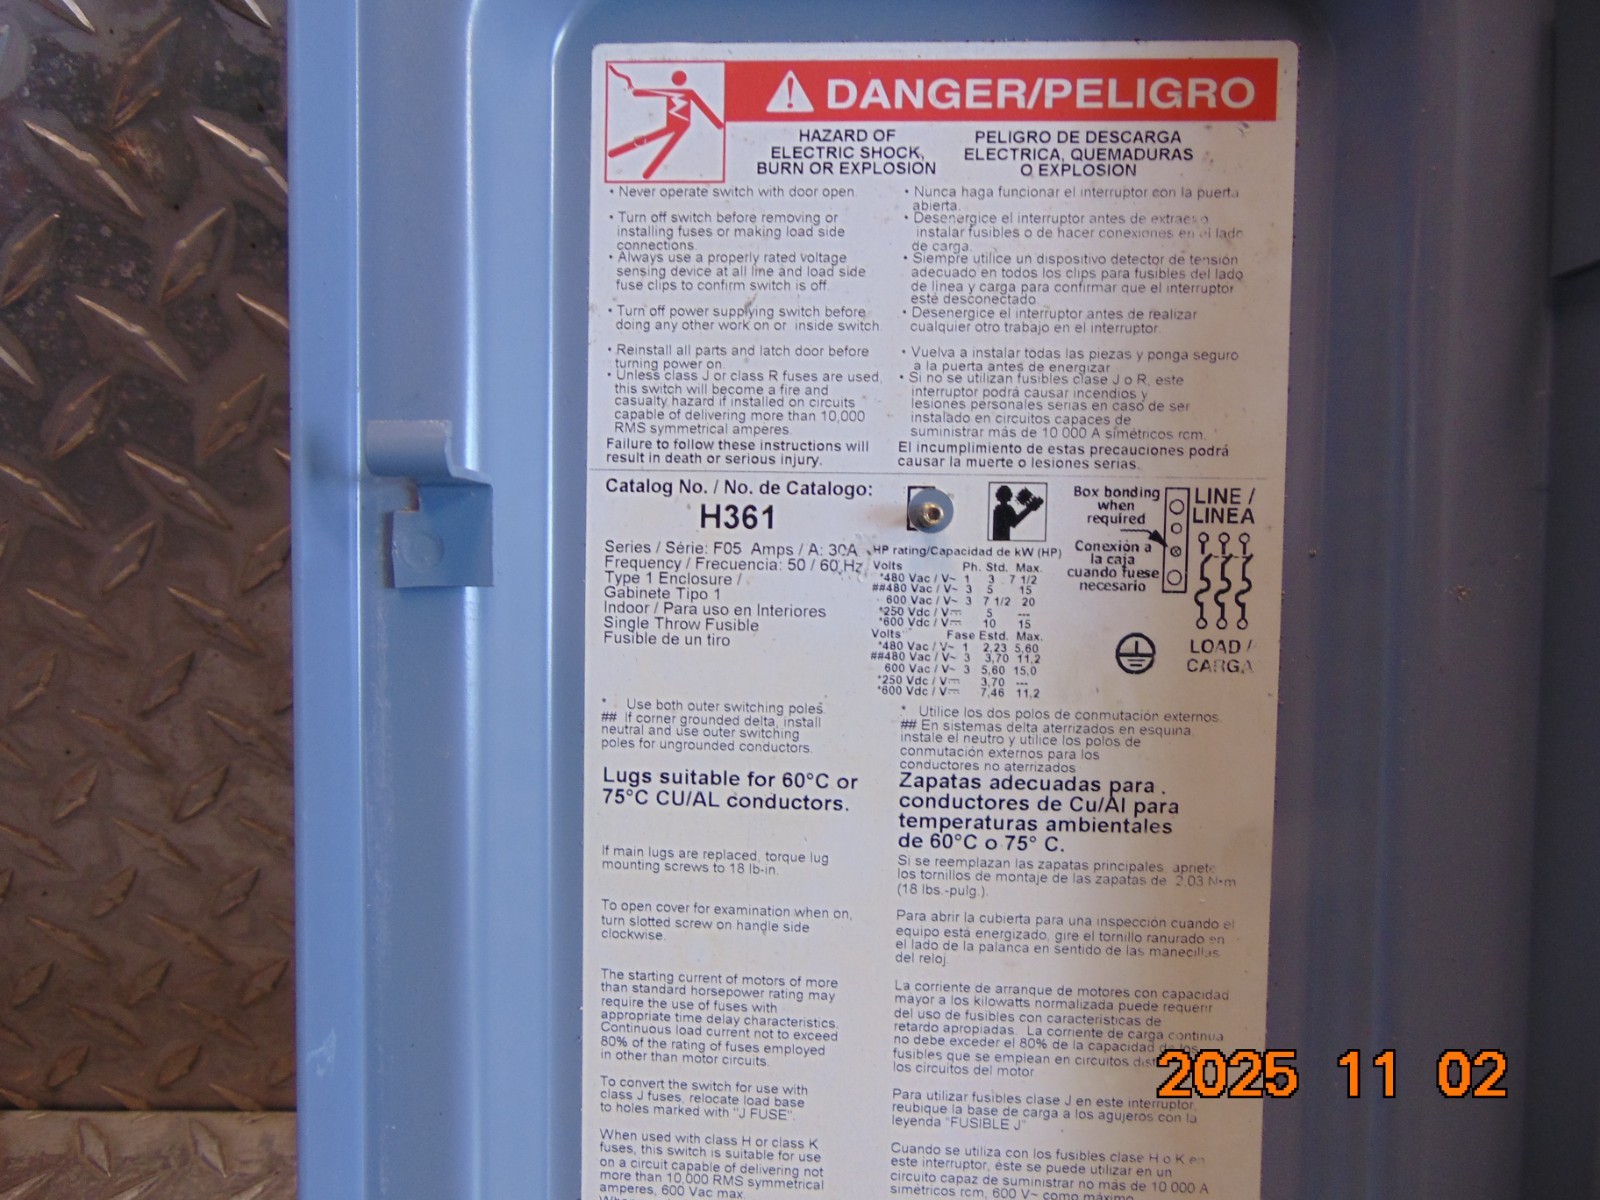 DANGER/PELIGRO
HAZARD OF
ELECTRIC SHOCK,
BURN OR EXPLOSION
PELIGRO DE DESCARGA
ELECTRICA, QUEMADURAS
O EXPLOSION
• Never operate switch with door open.
• Turn off switch before removing or
installing fuses or making load side
connections.
• Always use a properly rated voltage
sensing device at all line and load side
fuse clips to confirm switch is off.
• Turn off power supplying switch before
doing any other work on or inside switch.
• Reinstall all parts and latch door before
turning power on.
• Unless class J or class R fuses are used,
this switch will become a fire and
casualty hazard if installed on circuits
capable of delivering more than 10,000
RMS symmetrical amperes.
Failure to follow these instructions will
result in death or serious injury.
• Nunca haga funcionar el interruptor con la puerta
abierta.
• Desenergice el interruptor antes de extraer o
instalar fusibles o de hacer conexiones en el lado
de carga.
• Siempre utilice un dispositivo detector de tensión
adecuado en todos los clips para fusibles del lado
de línea y carga para confirmar que el interruptor
esté desconectado.
• Desenergice el interruptor antes de realizar
cualquier otro trabajo en el interruptor.
• Vuelva a instalar todas las piezas y ponga seguro
a la puerta antes de energizar
• Si no se utilizan fusibles clase J o R, este
interruptor podrá causar incendios y
lesiones personales serias en caso de ser
instalado en circuitos capaces de
suministrar más de 10 000 A simétricos rcm.
El incumplimiento de estas precauciones podrá
causar la muerte o lesiones serias.
Catalog No. / No. de Catalogo:
H361
Series / Série: F05 Amps / A: 30A
Frequency / Frecuencia: 50 / 60 Hz
Type 1 Enclosure /
Gabinete Tipo 1
Indoor / Para uso en Interiores
Single Throw Fusible
Fusible de un tiro
HP rating/Capacidad de kW (HP)
Volts Ph. Std. Max.
*480 Vac / V~ 1 3 7 1/2
##480 Vac / V~ 3 5 15
600 Vac / V~ 3 7 1/2 20
*250 Vdc / V⎓ 5 ---
*600 Vdc / V⎓ 10 15
Volts Fase Estd. Max.
*480 Vac / V~ 1 2,23 5,60
##480 Vac / V~ 3 3,70 11,2
600 Vac / V~ 3 5,60 15,0
*250 Vdc / V⎓ 3,70 ---
*600 Vdc / V⎓ 7,46 11,2
Box bonding
when
required
Conexión a
la caja
cuando fuese
necesario
LINE /
LINEA
LOAD /
CARGA
* Use both outer switching poles.
## If corner grounded delta, install
neutral and use outer switching
poles for ungrounded conductors.
* Utilice los dos polos de conmutación externos.
## En sistemas delta aterrizados en esquina,
instale el neutro y utilice los polos de
conmutación externos para los
conductores no aterrizados
Lugs suitable for 60°C or
75°C CU/AL conductors.
Zapatas adecuadas para
conductores de Cu/Al para
temperaturas ambientales
de 60°C o 75° C.
If main lugs are replaced, torque lug
mounting screws to 18 lb-in.
Si se reemplazan las zapatas principales, apriete
los tornillos de montaje de las zapatas de 2.03 N•m
(18 lbs.-pulg.).
To open cover for examination when on,
turn slotted screw on handle side
clockwise.
Para abrir la cubierta para una inspección cuando el
equipo está energizado, gire el tornillo ranurado en
el lado de la palanca en sentido de las manecillas
del reloj.
The starting current of motors of more
than standard horsepower rating may
require the use of fuses with
appropriate time delay characteristics.
Continuous load current not to exceed
80% of the rating of fuses employed
in other than motor circuits.
La corriente de arranque de motores con capacidad
mayor a los kilowatts normalizada puede requerir
del uso de fusibles con características de
retardo apropiadas. La corriente de carga continua
no debe exceder el 80% de la capacidad de los
fusibles que se emplean en circuitos
los circuitos del motor
To convert the switch for use with
class J fuses, relocate load base
to holes marked with "J FUSE".
Para utilizar fusibles clase J en este interruptor,
reubique la base de carga a los agujeros con la
leyenda "FUSIBLE J"
When used with class H or class K
fuses, this switch is suitable for use
on a circuit capable of delivering not
more than 10,000 RMS symmetrical
amperes, 600 Vac max.
Cuando se utiliza con los fusibles clase H o K en
este interruptor, éste se puede utilizar en un
circuito capaz de suministrar no más de 10 000 A
simétricos rcm, 600 V~ como máximo
2025 11 02